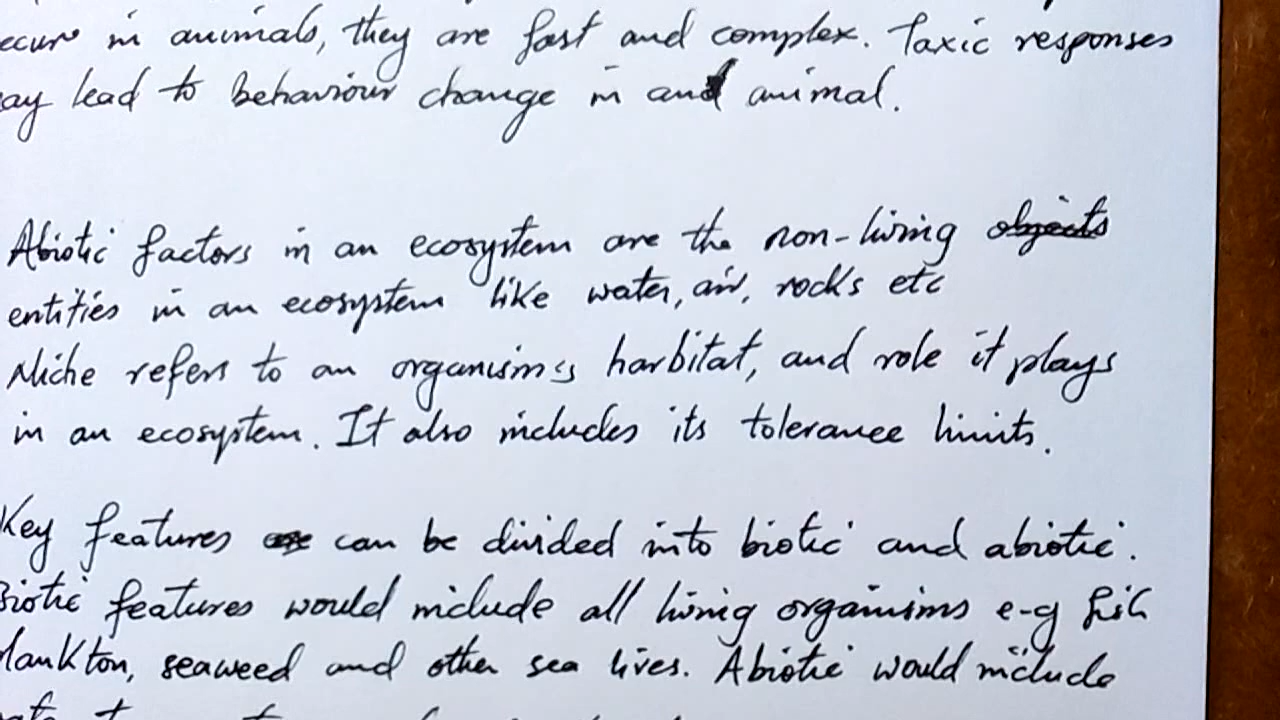 ecur in animals, they are fast and complex. Taxic responses
ay lead to behaviour change in and animal.
Abiotic factors in an ecosystem are the non-living objects
entities in an ecosystem like water, air, rocks etc
Niche refers to an organism's harbitat, and role it plays
in an ecosystem. It also includes its tolerance limits.
Key features can be divided into biotic and abiotic.
Biotic features would include all living organisms e-g fish
lankton, seaweed and other sea lives. Abiotic would include